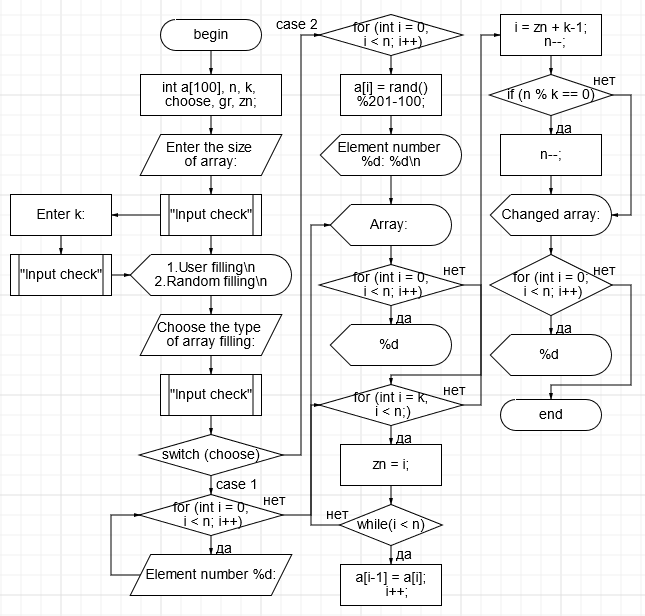 begin
int a[100], n, k,
choose, gr, zn;
Enter the size
of array:
"Input check"
Enter k:
"Input check"
1.User filling\n
2.Random filling\n
Choose the type
of array filling:
"Input check"
switch (choose)
case 1
for (int i = 0,
i < n; i++)
нет
да
Element number %d:
case 2
for (int i = 0,
i < n; i++)
a[i] = rand()
%201-100;
Element number
%d: %d\n
Array:
for (int i = 0,
i < n; i++)
нет
да
%d
for (int i = k,
i < n;)
нет
да
zn = i;
нет
while(i < n)
да
a[i-1] = a[i];
i++;
i = zn + k-1;
n--;
нет
if (n % k == 0)
да
n--;
Changed array:
for (int i = 0,
i < n; i++)
нет
да
%d
end